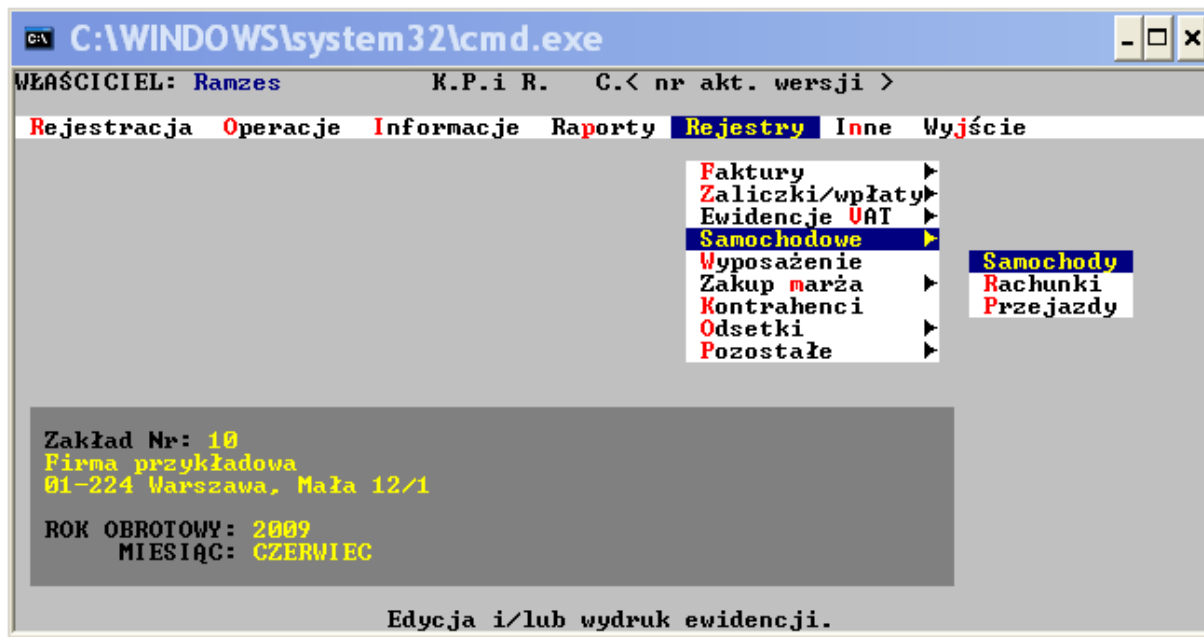 C:\WINDOWS\system32\cmd.exe
WŁAŚCICIEL: Ramzes K.P.i R. C.< nr akt. wersji >
Rejestracja Operacje Informacje Raporty Rejestry Inne Wyjście
Faktury
Zaliczki/wpłaty
Ewidencje VAT
Samochodowe
Wyposażenie
Zakup marża
Kontrahenci
Odsetki
Pozostałe
Samochody
Rachunki
Przejazdy
Zakład Nr: 10
Firma przykładowa
01-224 Warszawa, Mała 12/1
ROK OBROTOWY: 2009
MIESIĄC: CZERWIEC
Edycja i/lub wydruk ewidencji.